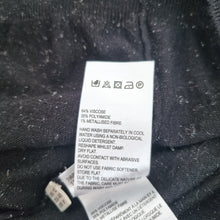 64% VISCOSE
35% POLYAMIDE
1% METALLISED FIBRE
HAND WASH SEPARATELY IN COOL
WATER USING A NON-BIOLOGICAL
LIQUID DETERGENT
RESHAPE WHILST DAMP
DRY FLAT.
AVOID CONTACT WITH ABRASIVE
SURFACES.
DO NOT USE FABRIC SOFTENER.
STORE FLAT.
DUE TO THE DELICATE NATURE OF
THE FABRIC CARE MUST BE